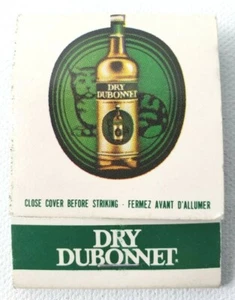 DRY
DUBONNET
CLOSE COVER BEFORE STRIKING - FERMEZ AVANT D'ALLUMER
DRY
DUBONNET